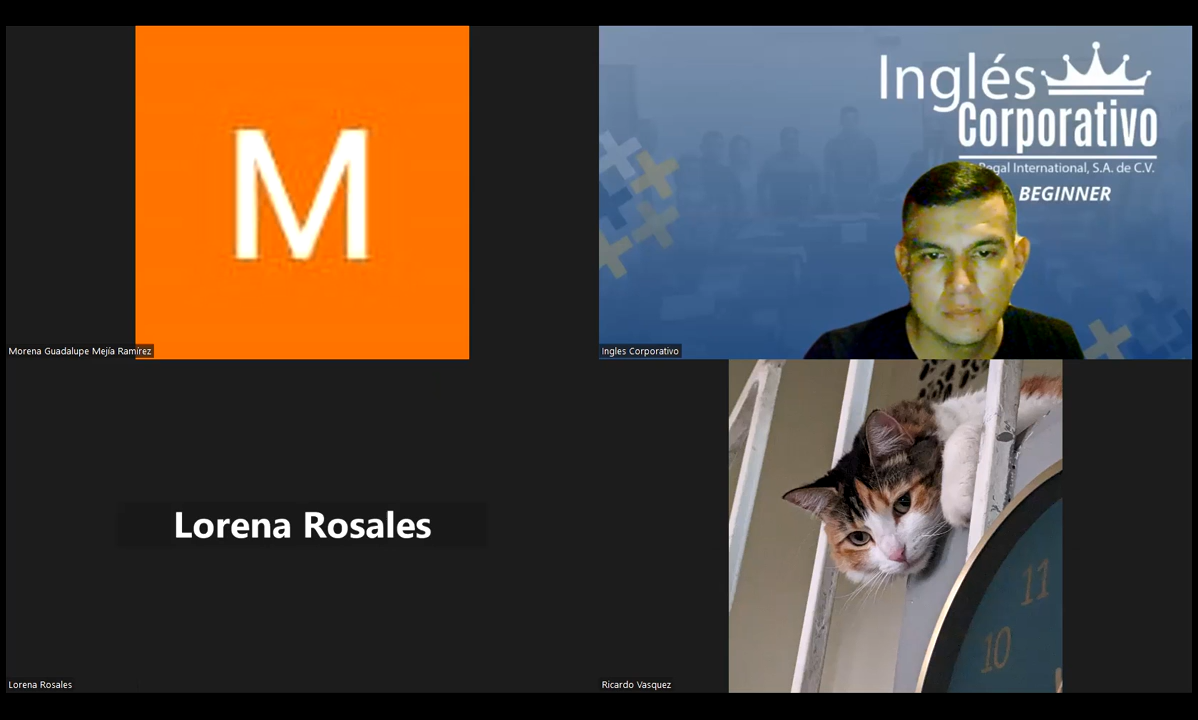 M
Morena Guadalupe Mejía Ramírez
Inglés
Corporativo
Regal International, S.A. de C.V.
BEGINNER
Ingles Corporativo
Lorena Rosales
Lorena Rosales
11
10
Ricardo Vasquez